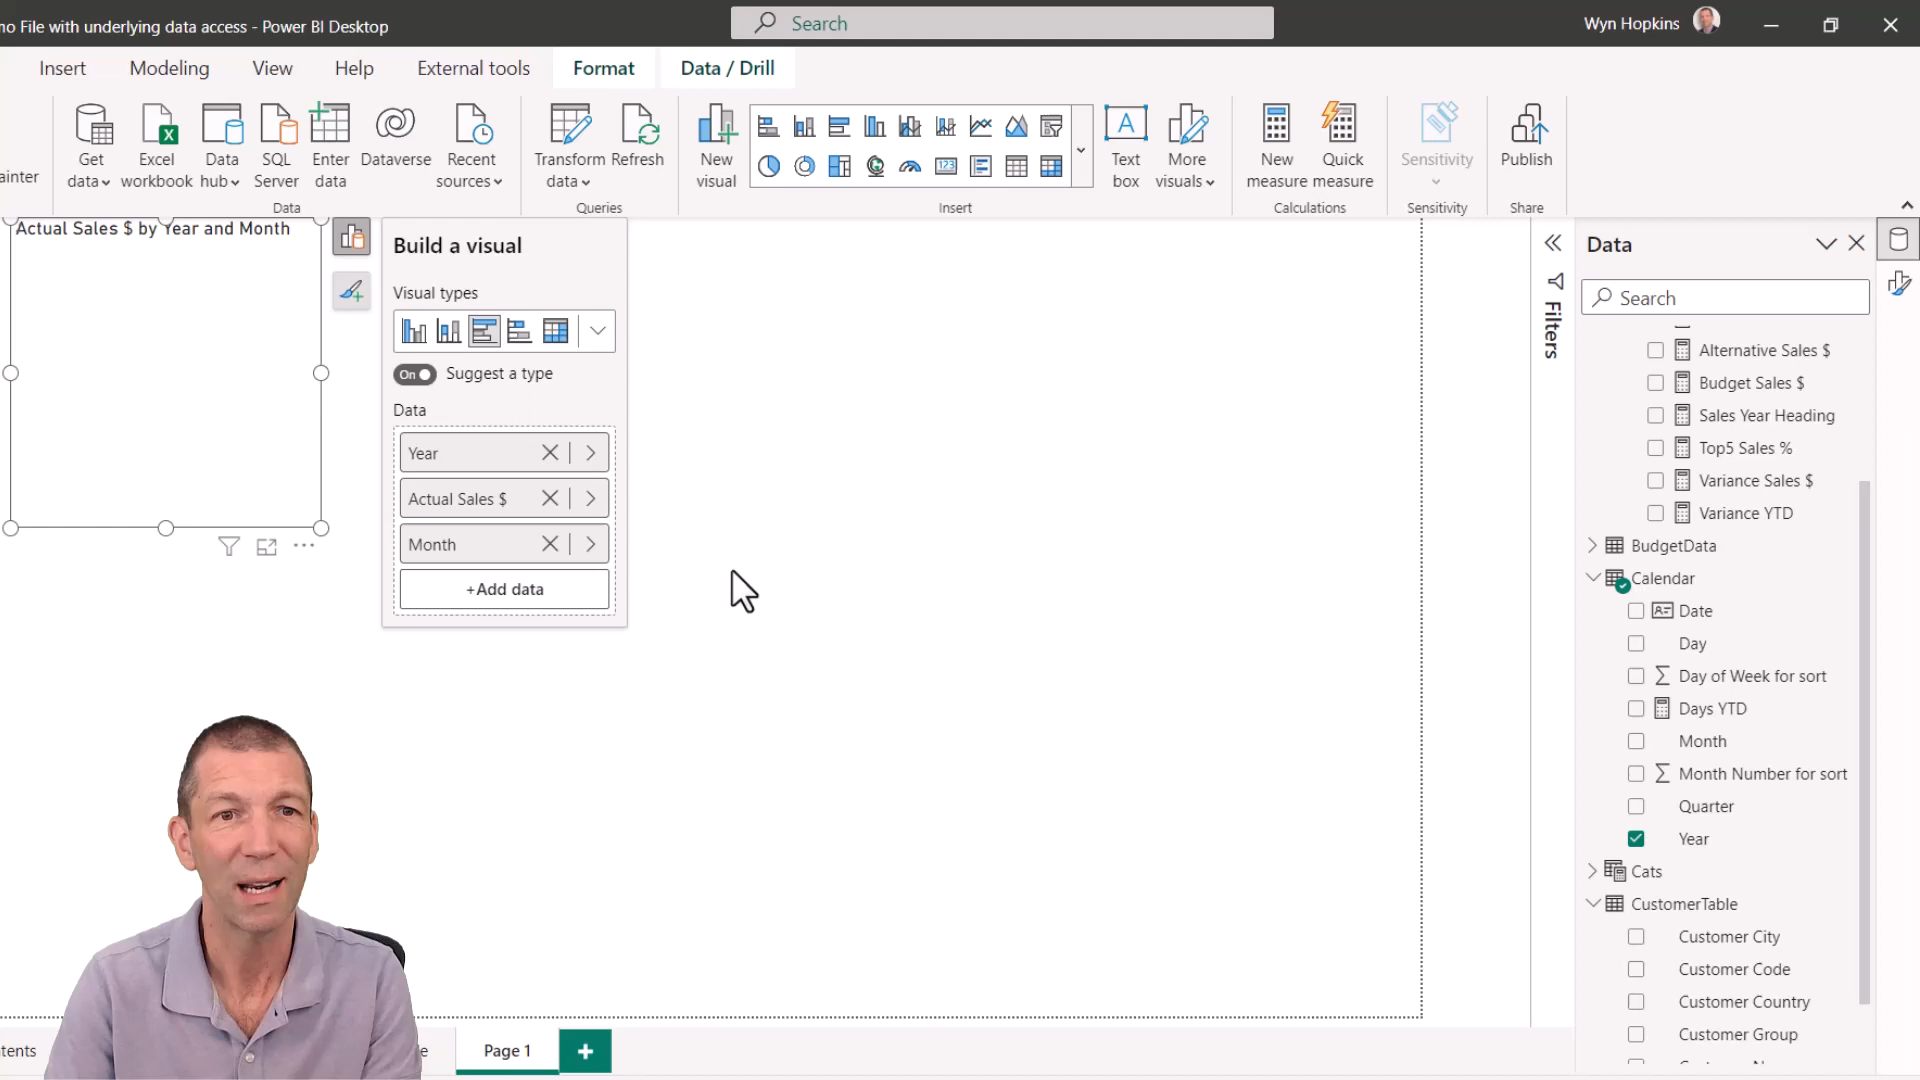 mo File with underlying data access - Power BI Desktop
Search
Wyn Hopkins
Insert
Modeling
View
Help
External tools
Format
Data / Drill
ainter
Get data
Excel workbook
Data hub
SQL Server
Enter data
Dataverse
Recent sources
Transform data
Refresh
New visual
123
A
Text box
More visuals
New measure
Quick measure
Sensitivity
Publish
Data
Queries
Insert
Calculations
Sensitivity
Share
Actual Sales $ by Year and Month
Build a visual
Visual types
On
Suggest a type
Data
Year
Actual Sales $
Month
+Add data
Filters
Data
Search
Alternative Sales $
Budget Sales $
Sales Year Heading
Top5 Sales %
Variance Sales $
Variance YTD
BudgetData
Calendar
Date
Day
Day of Week for sort
Days YTD
Month
Month Number for sort
Quarter
Year
Cats
CustomerTable
Customer City
Customer Code
Customer Country
Customer Group
tents
e
Page 1